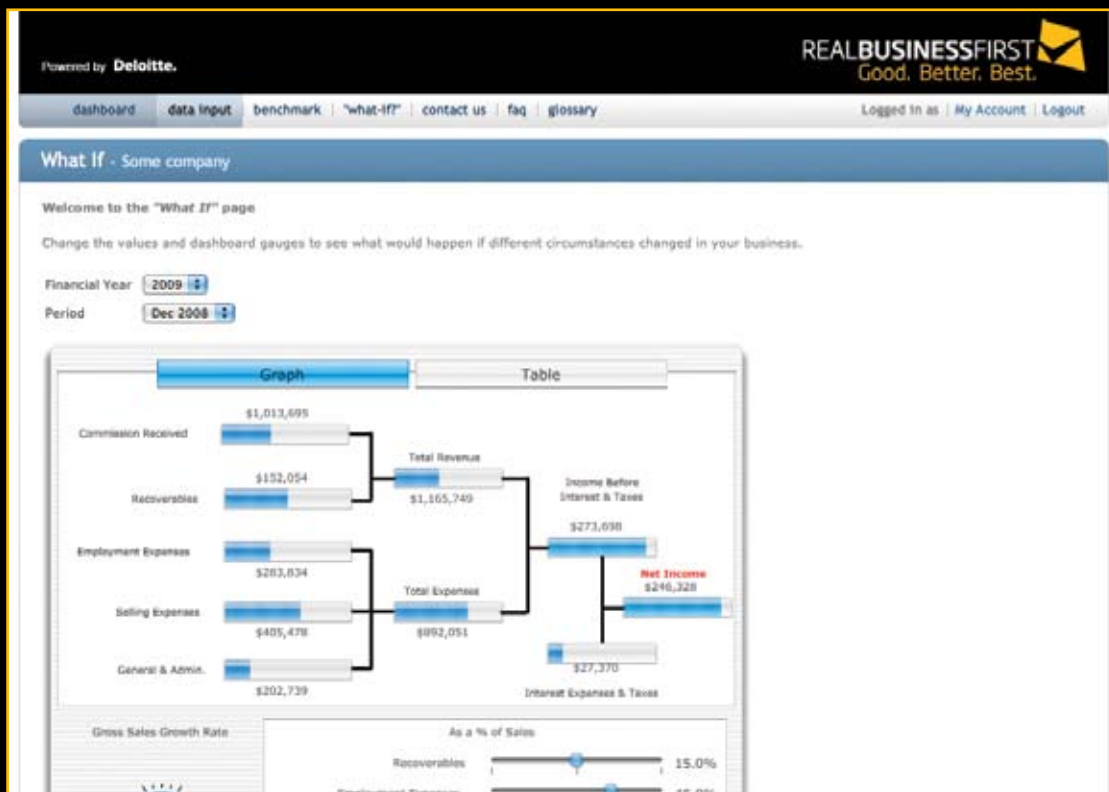 Powered by Deloitte.
REALBUSINESSFIRST
Good. Better. Best.
dashboard data input benchmark "what-if?" contact us faq glossary Logged in as My Account Logout
What If - Some company
Welcome to the "What If" page
Change the values and dashboard gauges to see what would happen if different circumstances changed in your business.
Financial Year 2009
Period Dec 2008
Graph Table
$1,013,695
Commission Received
Total Revenue
$152,054
Recoverables
$1,165,749
Income Before
Interest & Taxes
$273,698
Employment Expenses
$283,834
Net Income
$246,328
Total Expenses
Selling Expenses
$405,478
$892,051
General & Admin.
$27,370
$202,739
Interest Expenses & Taxes
Gross Sales Growth Rate
As a % of Sales
Recoverables 15.0%
Employment Expenses